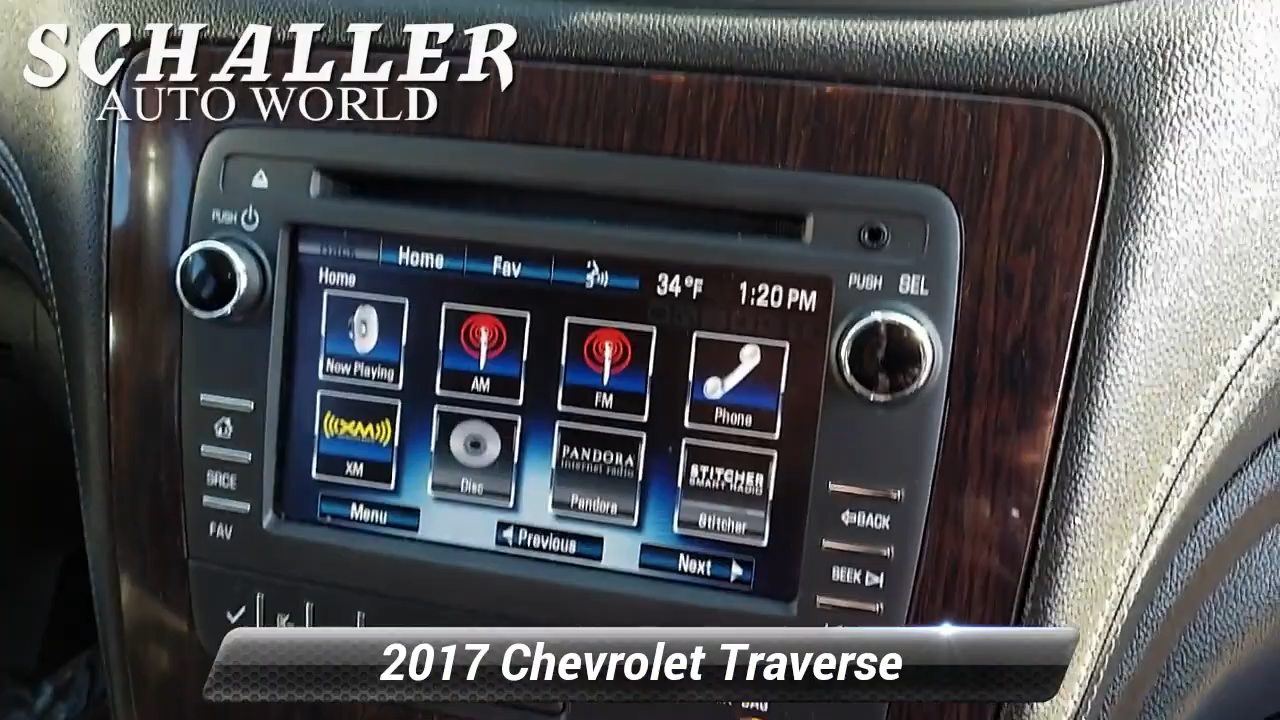 SCHALLER
AUTO WORLD
PUSH
PUSH SEL
Home Fav
34°F 1:20 PM
Home
Now Playing
AM
FM
Phone
XM
XM
Disc
PANDORA
internet radio
Pandora
STITCHER
SMART RADIO
Stitcher
Menu
Previous
Next
SRCE
FAV
BACK
SEEK
2017 Chevrolet Traverse